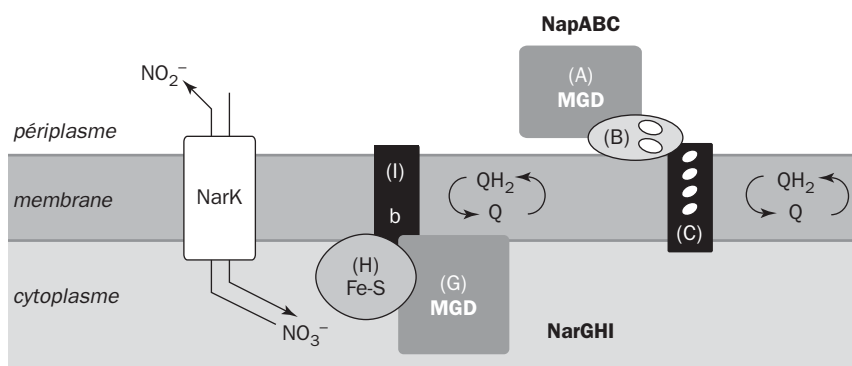 NapABC
NO₂⁻
(A)
MGD
périplasme
(B)
membrane
NarK
(I)
b
QH₂
Q
QH₂
Q
(C)
cytoplasme
(H)
Fe-S
(G)
MGD
NO₃⁻
NarGHI